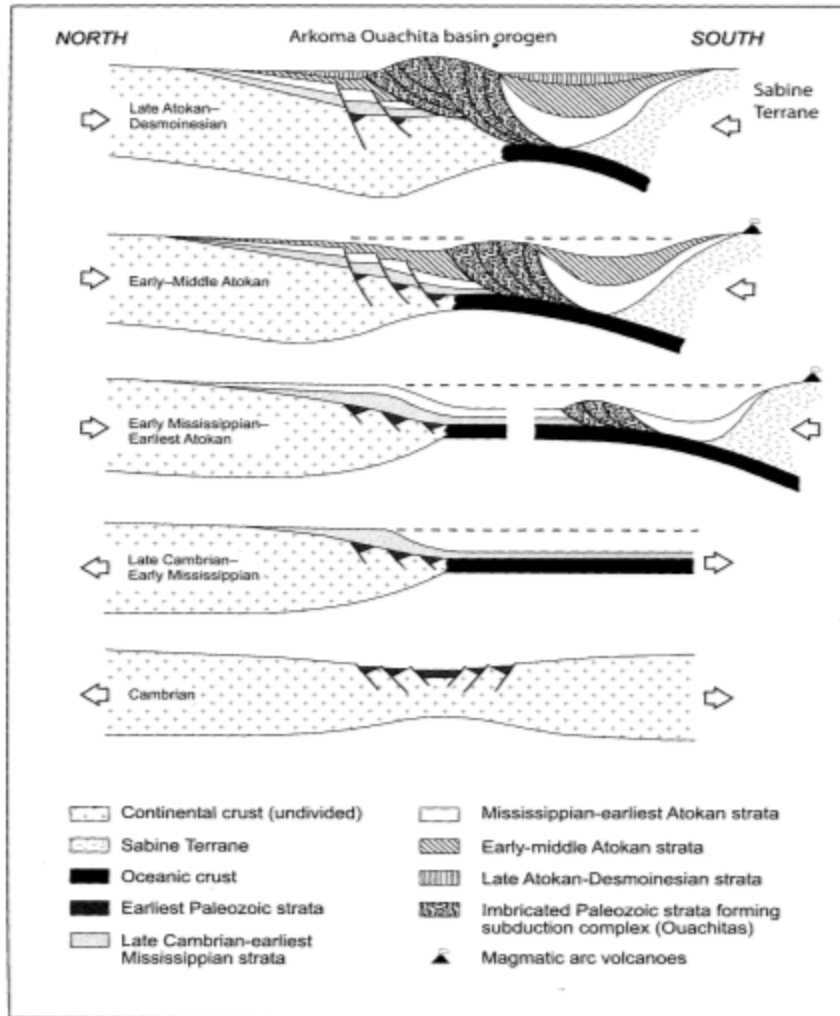 NORTH
Arkoma Ouachita basin orogen
SOUTH
Sabine
Terrane
Late Atokan–
Desmoinesian
Early–Middle Atokan
Early Mississippian–
Earliest Atokan
Late Cambrian–
Early Mississippian
Cambrian
Continental crust (undivided)
Sabine Terrane
Oceanic crust
Earliest Paleozoic strata
Late Cambrian-earliest
Mississippian strata
Mississippian-earliest Atokan strata
Early-middle Atokan strata
Late Atokan-Desmoinesian strata
Imbricated Paleozoic strata forming
subduction complex (Ouachitas)
Magmatic arc volcanoes